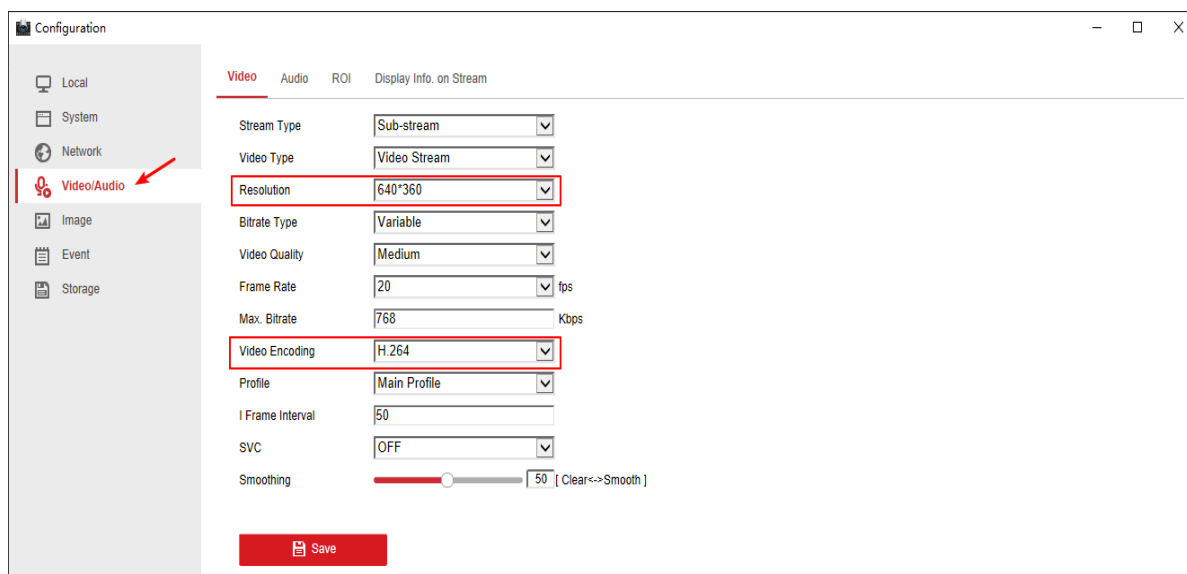 Configuration
Local
System
Network
Video/Audio
Image
Event
Storage
Video Audio ROI Display Info. on Stream
Stream Type Sub-stream
Video Type Video Stream
Resolution 640*360
Bitrate Type Variable
Video Quality Medium
Frame Rate 20 fps
Max. Bitrate 768 Kbps
Video Encoding H.264
Profile Main Profile
I Frame Interval 50
SVC OFF
Smoothing 50 [ Clear<->Smooth ]
Save